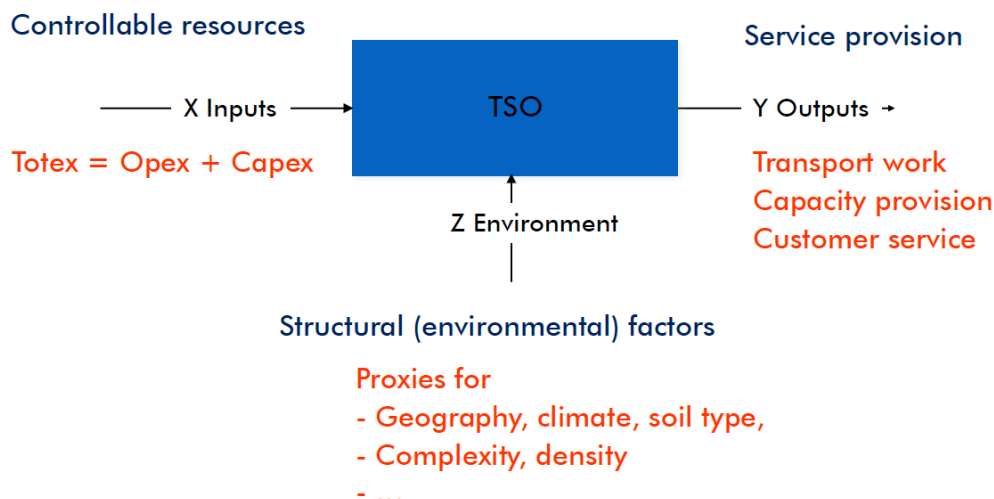 Controllable resources
Service provision
X Inputs
TSO
Y Outputs
Totex = Opex + Capex
Transport work
Capacity provision
Customer service
Z Environment
Structural (environmental) factors
Proxies for
- Geography, climate, soil type,
- Complexity, density
- ...